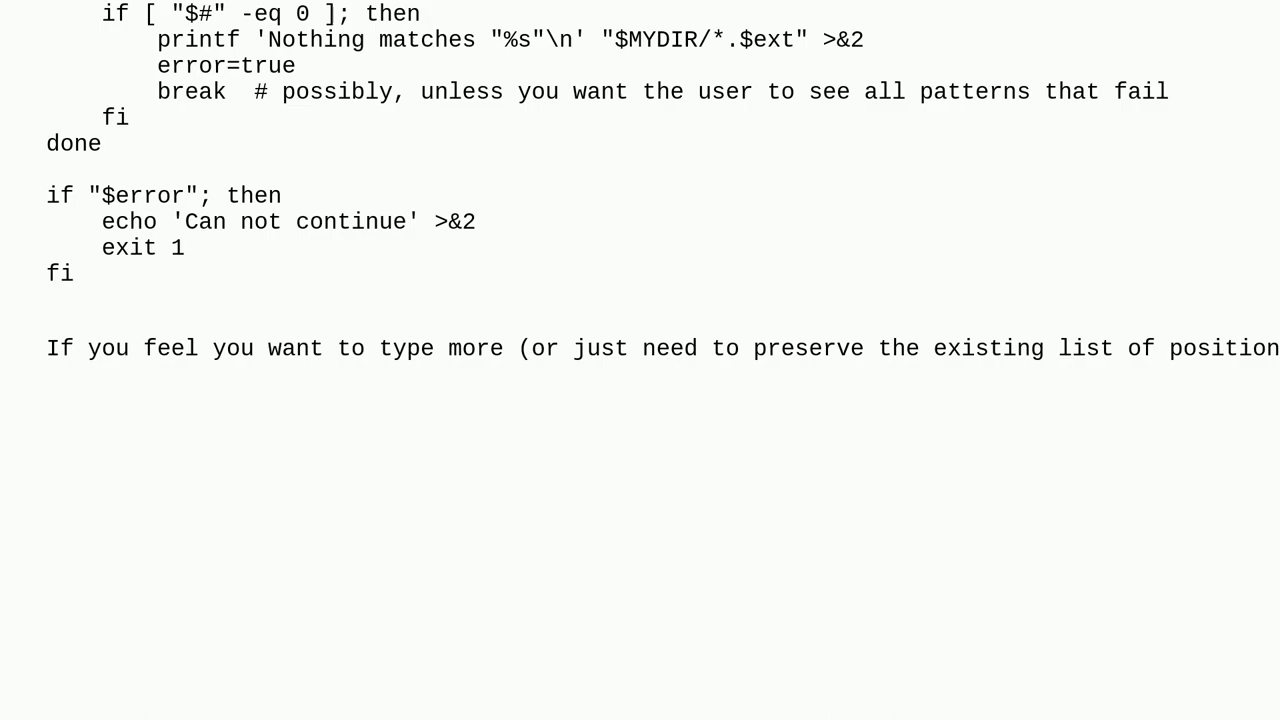 if [ "$#" -eq 0 ]; then
printf 'Nothing matches "%s"\n' "$MYDIR/*.$ext" >&2
error=true
break  # possibly, unless you want the user to see all patterns that fail
fi
done
if "$error"; then
echo 'Can not continue' >&2
exit 1
fi
If you feel you want to type more (or just need to preserve the existing list of position